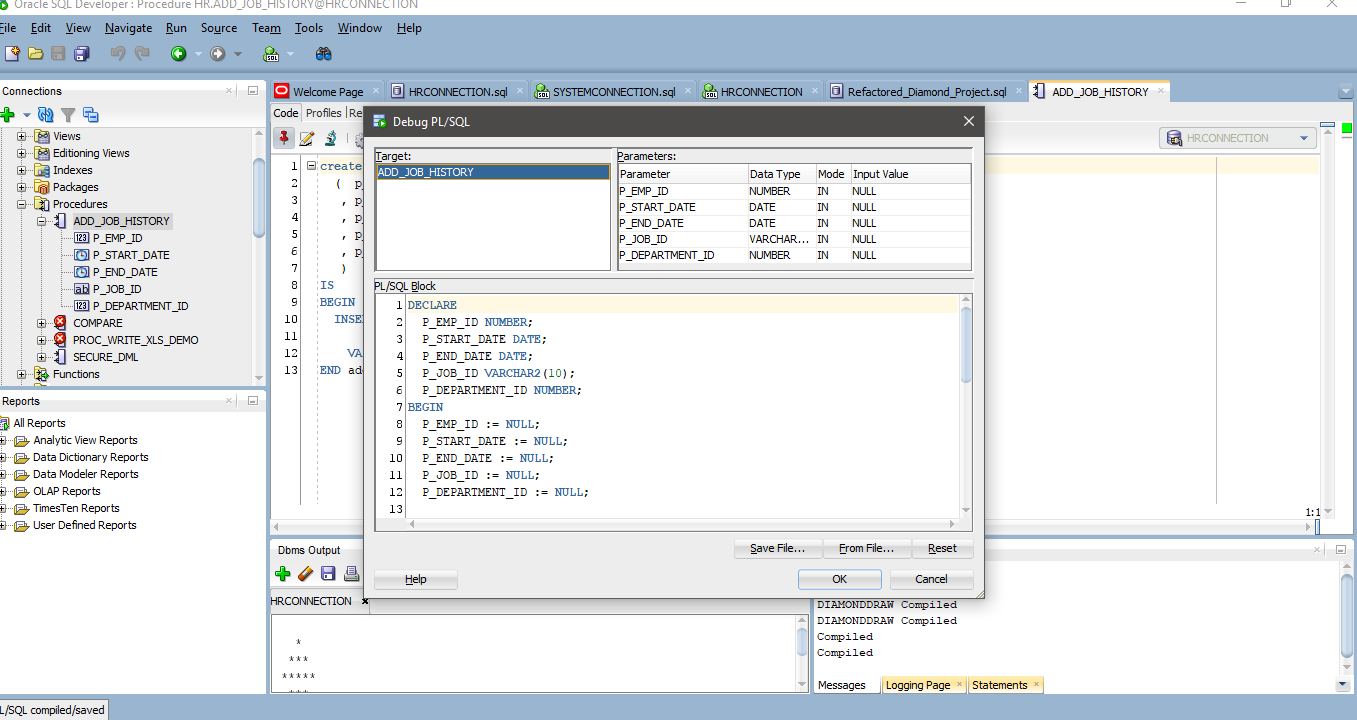 Oracle SQL Developer : Procedure HR.ADD_JOB_HISTORY@HRCONNECTION
File Edit View Navigate Run Source Team Tools Window Help
Connections
Views
Editioning Views
Indexes
Packages
Procedures
ADD_JOB_HISTORY
P_EMP_ID
P_START_DATE
P_END_DATE
P_JOB_ID
P_DEPARTMENT_ID
COMPARE
PROC_WRITE_XLS_DEMO
SECURE_DML
Functions
Reports
All Reports
Analytic View Reports
Data Dictionary Reports
Data Modeler Reports
OLAP Reports
TimesTen Reports
User Defined Reports
Welcome Page HRCONNECTION.sql SYSTEMCONNECTION.sql HRCONNECTION Refactored_Diamond_Project.sql ADD_JOB_HISTORY
Code Profiles Re
HRCONNECTION
1 create
2 ( p_
3 , p_
4 , p_
5 , p_
6 , p_
7 )
8 IS
9 BEGIN
10 INSE
11
12 VA
13 END ad
1:1
Debug PL/SQL
Target:
ADD_JOB_HISTORY
Parameters:
Parameter Data Type Mode Input Value
P_EMP_ID NUMBER IN NULL
P_START_DATE DATE IN NULL
P_END_DATE DATE IN NULL
P_JOB_ID VARCHAR... IN NULL
P_DEPARTMENT_ID NUMBER IN NULL
PL/SQL Block
1 DECLARE
2 P_EMP_ID NUMBER;
3 P_START_DATE DATE;
4 P_END_DATE DATE;
5 P_JOB_ID VARCHAR2(10);
6 P_DEPARTMENT_ID NUMBER;
7 BEGIN
8 P_EMP_ID := NULL;
9 P_START_DATE := NULL;
10 P_END_DATE := NULL;
11 P_JOB_ID := NULL;
12 P_DEPARTMENT_ID := NULL;
13
Save File... From File... Reset
Help OK Cancel
Dbms Output
HRCONNECTION
*
***
*****
***
DIAMONDDRAW Compiled
DIAMONDDRAW Compiled
Compiled
Compiled
Messages Logging Page Statements
L/SQL compiled/saved